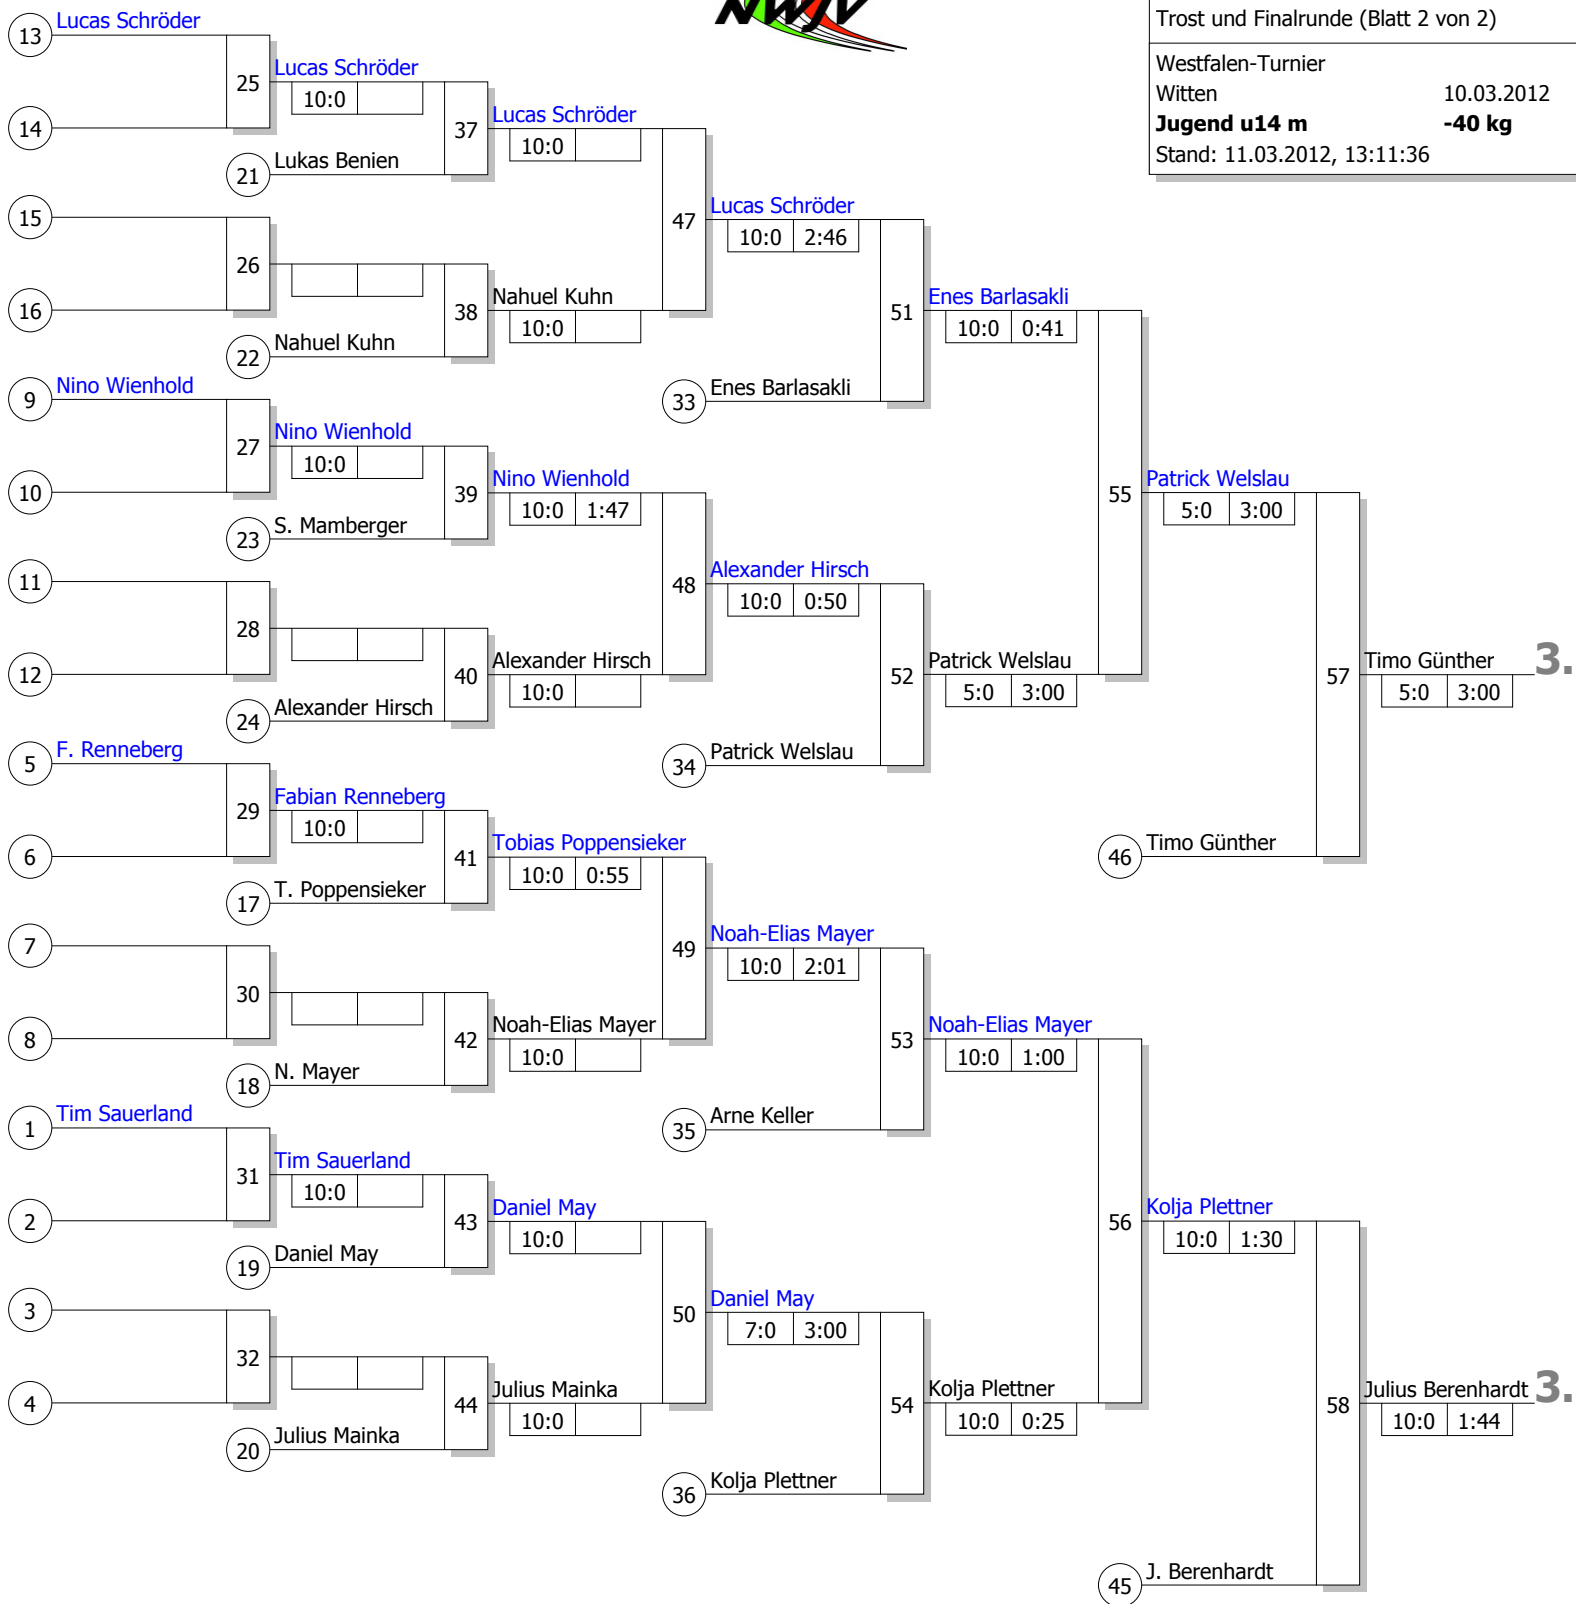 NWJV
Trost und Finalrunde (Blatt 2 von 2)
Westfalen-Turnier
Witten 10.03.2012
Jugend u14 m -40 kg
Stand: 11.03.2012, 13:11:36
13 Lucas Schröder
25 Lucas Schröder
10:0
14
37 Lucas Schröder
10:0
21 Lukas Benien
15
47 Lucas Schröder
10:0 2:46
26
16
38 Nahuel Kuhn
10:0
22 Nahuel Kuhn
51 Enes Barlasakli
10:0 0:41
33 Enes Barlasakli
9 Nino Wienhold
27 Nino Wienhold
10:0
10
39 Nino Wienhold
10:0 1:47
23 S. Mamberger
55 Patrick Welslau
5:0 3:00
11
48 Alexander Hirsch
10:0 0:50
28
12
40 Alexander Hirsch
10:0
24 Alexander Hirsch
52 Patrick Welslau
5:0 3:00
34 Patrick Welslau
57 Timo Günther 3.
5:0 3:00
5 F. Renneberg
29 Fabian Renneberg
10:0
6
41 Tobias Poppensieker
10:0 0:55
17 T. Poppensieker
46 Timo Günther
7
49 Noah-Elias Mayer
10:0 2:01
30
8
42 Noah-Elias Mayer
10:0
18 N. Mayer
53 Noah-Elias Mayer
10:0 1:00
35 Arne Keller
1 Tim Sauerland
31 Tim Sauerland
10:0
2
43 Daniel May
10:0
19 Daniel May
56 Kolja Plettner
10:0 1:30
3
50 Daniel May
7:0 3:00
32
4
44 Julius Mainka
10:0
20 Julius Mainka
54 Kolja Plettner
10:0 0:25
36 Kolja Plettner
58 Julius Berenhardt 3.
10:0 1:44
45 J. Berenhardt